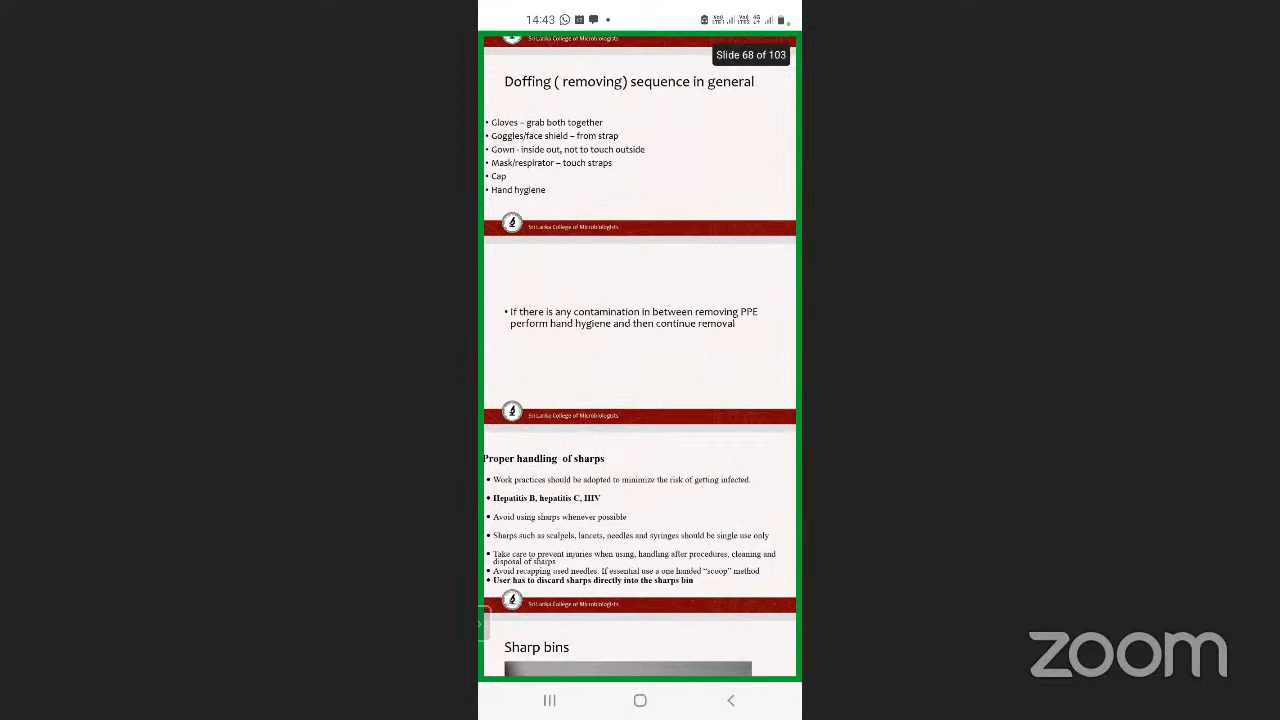 14:43
Sri Lanka College of Microbiologists
Slide 68 of 103
Doffing ( removing) sequence in general
• Gloves – grab both together
• Goggles/face shield – from strap
• Gown - inside out, not to touch outside
• Mask/respirator – touch straps
• Cap
• Hand hygiene
Sri Lanka College of Microbiologists
• If there is any contamination in between removing PPE
perform hand hygiene and then continue removal
Sri Lanka College of Microbiologists
Proper handling of sharps
• Work practices should be adopted to minimize the risk of getting infected.
• Hepatitis B, hepatitis C, HIV
• Avoid using sharps whenever possible
• Sharps such as scalpels, lancets, needles and syringes should be single use only
• Take care to prevent injuries when using, handling after procedures, cleaning and
disposal of sharps
• Avoid recapping used needles. If essential use a one handed “scoop” method
• User has to discard sharps directly into the sharps bin
Sri Lanka College of Microbiologists
Sharp bins
zoom